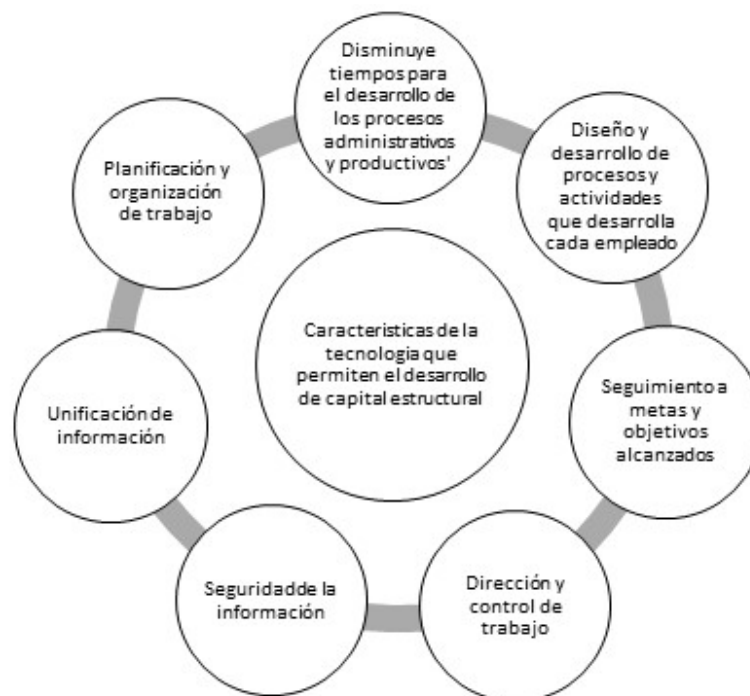 Disminuye
tiempos para
el desarrollo de
los procesos
administrativos
y productivos'
Diseño y
desarrollo de
procesos y
actividades
que desarrolla
cada empleado
Seguimiento a
metas y
objetivos
alcanzados
Dirección y
control de
trabajo
Seguridadde la
información
Unificación de
información
Planificación y
organización
de trabajo
Caracteristicas de la
tecnologia que
permiten el desarrollo
de capital estructural